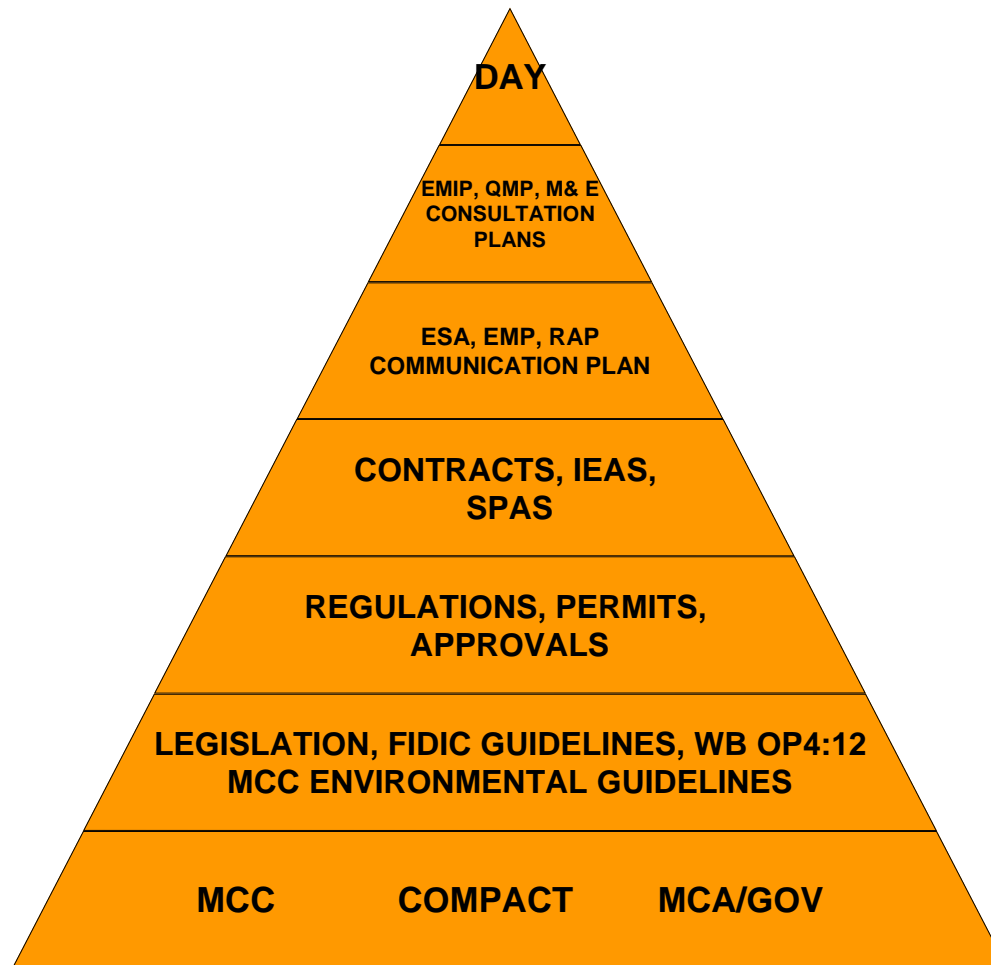 DAY
EMIP, QMP, M& E
CONSULTATION
PLANS
ESA, EMP, RAP
COMMUNICATION PLAN
CONTRACTS, IEAS,
SPAS
REGULATIONS, PERMITS,
APPROVALS
LEGISLATION, FIDIC GUIDELINES, WB OP4:12
MCC ENVIRONMENTAL GUIDELINES
MCC COMPACT MCA/GOV